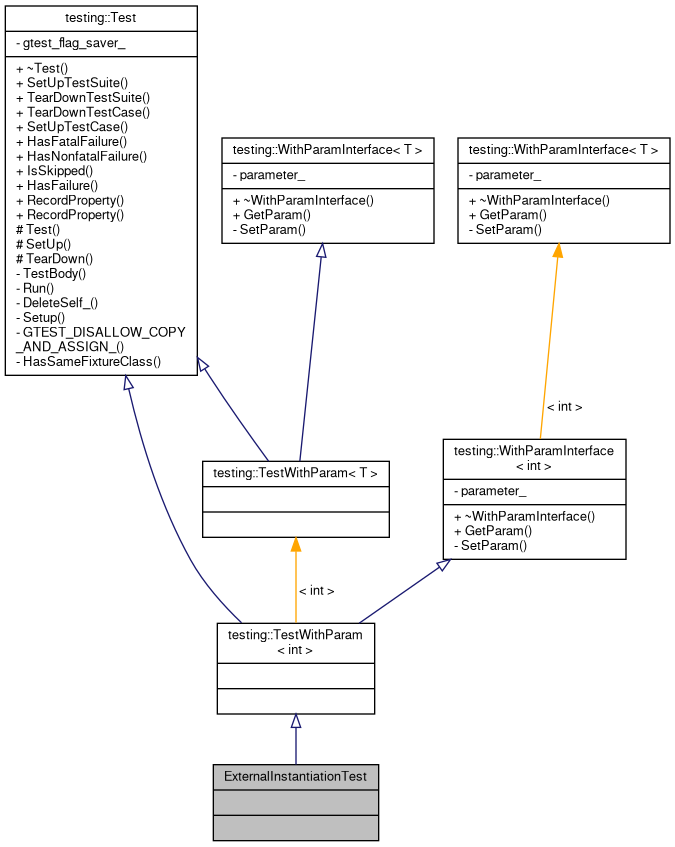 testing::Test
- gtest_flag_saver_
+ ~Test()
+ SetUpTestSuite()
+ TearDownTestSuite()
+ TearDownTestCase()
+ SetUpTestCase()
+ HasFatalFailure()
+ HasNonfatalFailure()
+ IsSkipped()
+ HasFailure()
+ RecordProperty()
+ RecordProperty()
# Test()
# SetUp()
# TearDown()
- TestBody()
- Run()
- DeleteSelf_()
- Setup()
- GTEST_DISALLOW_COPY
_AND_ASSIGN_()
- HasSameFixtureClass()
testing::WithParamInterface< T >
- parameter_
+ ~WithParamInterface()
+ GetParam()
- SetParam()
testing::WithParamInterface< T >
- parameter_
+ ~WithParamInterface()
+ GetParam()
- SetParam()
< int >
testing::TestWithParam< T >
testing::WithParamInterface
< int >
- parameter_
+ ~WithParamInterface()
+ GetParam()
- SetParam()
< int >
testing::TestWithParam
< int >
ExternalInstantiationTest